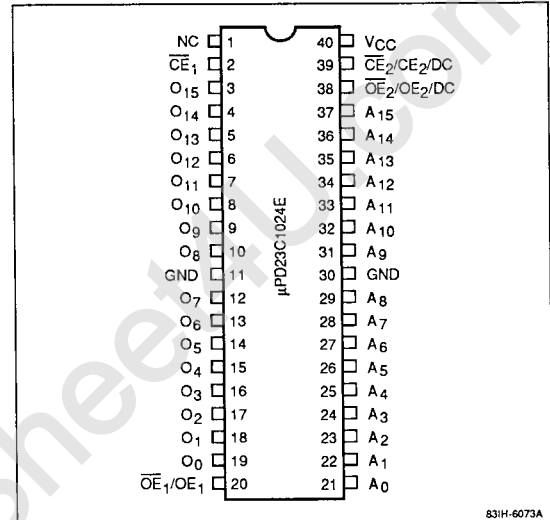 NC 1 40 VCC
C̅E̅1 2 39 C̅E̅2/CE2/DC
O15 3 38 O̅E̅2/OE2/DC
O14 4 37 A15
O13 5 36 A14
O12 6 35 A13
O11 7 34 A12
O10 8 33 A11
O9 9 32 A10
O8 10 31 A9
GND 11 30 GND
O7 12 29 A8
O6 13 28 A7
O5 14 27 A6
O4 15 26 A5
O3 16 25 A4
O2 17 24 A3
O1 18 23 A2
O0 19 22 A1
O̅E̅1/OE1 20 21 A0
μPD23C1024E
83IH-6073A